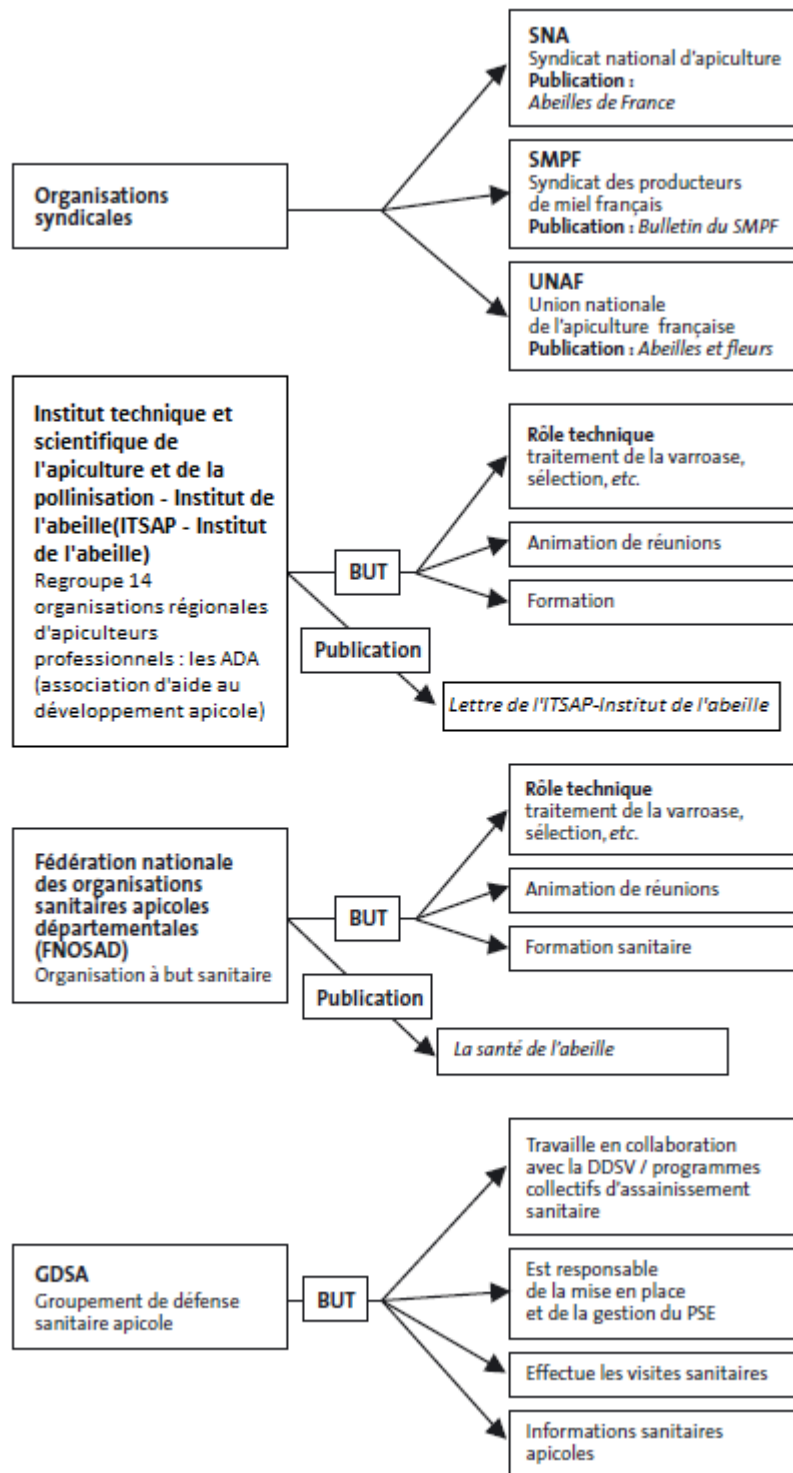 Organisations
syndicales
SNA
Syndicat national d'apiculture
Publication :
Abeilles de France
SMPF
Syndicat des producteurs
de miel français
Publication : Bulletin du SMPF
UNAF
Union nationale
de l'apiculture française
Publication : Abeilles et fleurs
Institut technique et
scientifique de
l'apiculture et de la
pollinisation - Institut de
l'abeille(ITSAP - Institut
de l'abeille)
Regroupe 14
organisations régionales
d'apiculteurs
professionnels : les ADA
(association d'aide au
développement apicole)
BUT
Rôle technique
traitement de la varroase,
sélection, etc.
Animation de réunions
Formation
Publication
Lettre de l'ITSAP-Institut de l'abeille
Fédération nationale
des organisations
sanitaires apicoles
départementales
(FNOSAD)
Organisation à but sanitaire
BUT
Rôle technique
traitement de la varroase,
sélection, etc.
Animation de réunions
Formation sanitaire
Publication
La santé de l'abeille
GDSA
Groupement de défense
sanitaire apicole
BUT
Travaille en collaboration
avec la DDSV / programmes
collectifs d'assainissement
sanitaire
Est responsable
de la mise en place
et de la gestion du PSE
Effectue les visites sanitaires
Informations sanitaires
apicoles